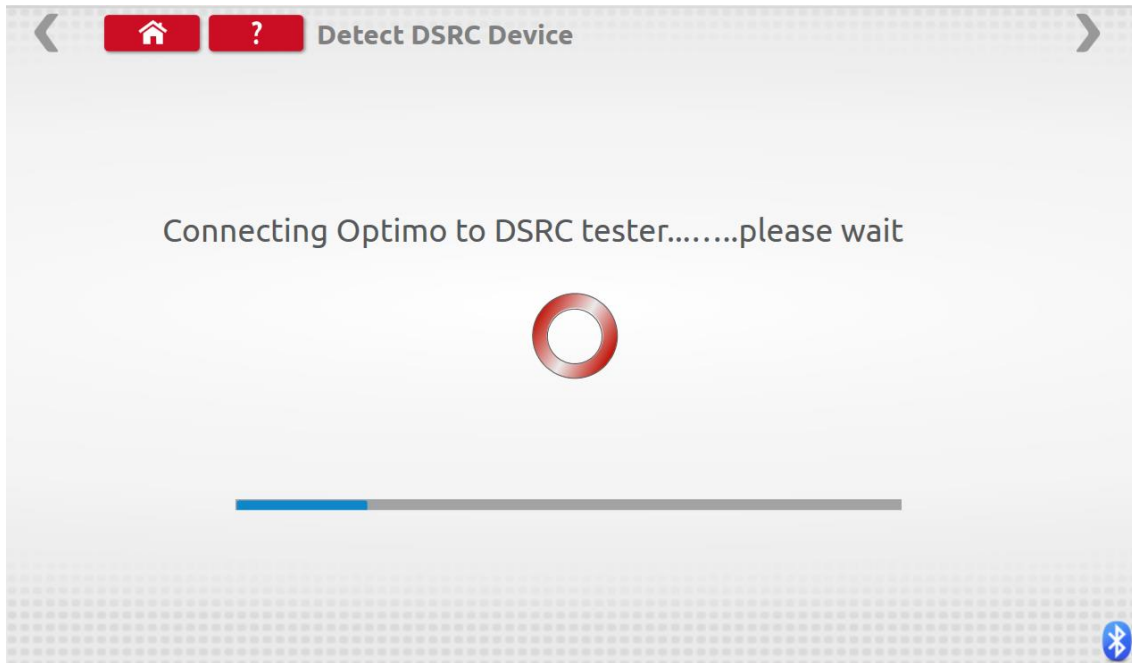 ? Detect DSRC Device
Connecting Optimo to DSRC tester........please wait